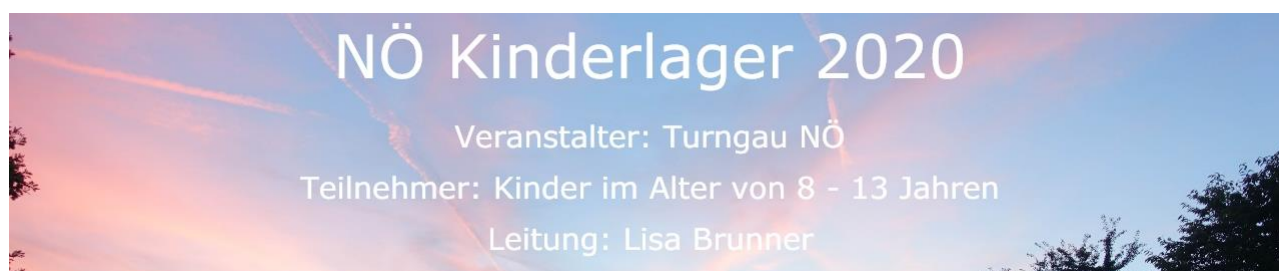 NÖ Kinderlager 2020
Veranstalter: Turngau NÖ
Teilnehmer: Kinder im Alter von 8 - 13 Jahren
Leitung: Lisa Brunner